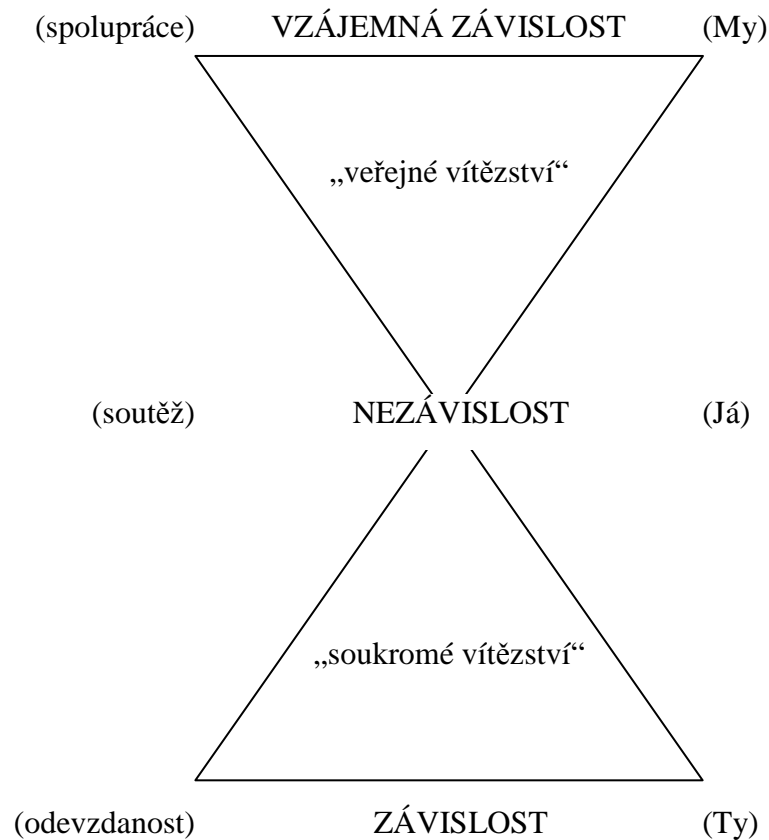 (spolupráce) VZÁJEMNÁ ZÁVISLOST (My)
„veřejné vítězství“
(soutěž) NEZÁVISLOST (Já)
„soukromé vítězství“
(odevzdanost) ZÁVISLOST (Ty)